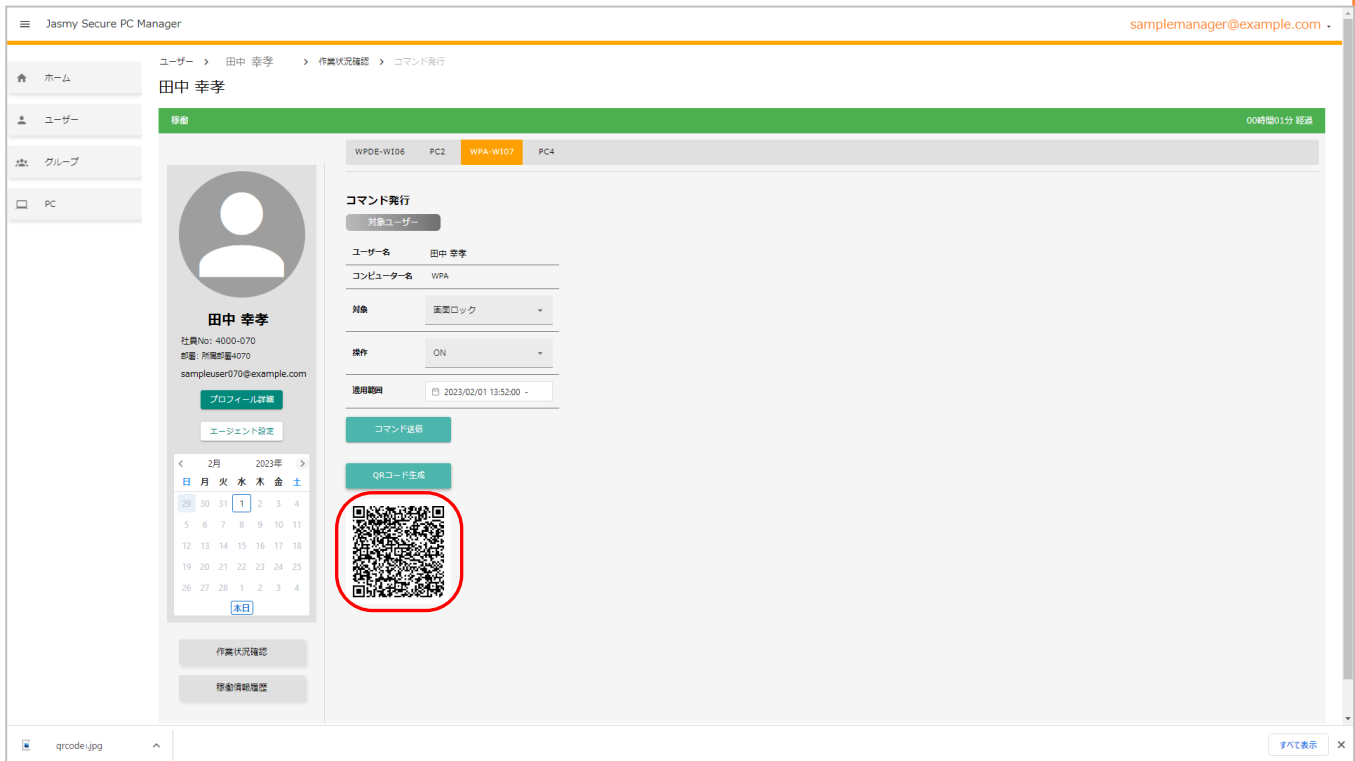 Jasmy Secure PC Manager
samplemanager@example.com
ユーザー > 田中 幸孝 > 作業状況確認 > コマンド発行
田中 幸孝
ホーム
ユーザー
グループ
PC
稼働
00時間01分 経過
WPDE-WI06 PC2 WPA-WI07 PC4
田中 幸孝
社員No: 4000-070
部署: 所属部署4070
sampleuser070@example.com
プロフィール詳細
エージェント設定
< 2月 2023年 >
日 月 火 水 木 金 土
29 30 31 1 2 3 4
5 6 7 8 9 10 11
12 13 14 15 16 17 18
19 20 21 22 23 24 25
26 27 28 1 2 3 4
本日
作業状況確認
稼働情報履歴
コマンド発行
対象ユーザー
ユーザー名 田中 幸孝
コンピューター名 WPA
対象 画面ロック
操作 ON
適用範囲 2023/02/01 13:52:00 -
コマンド送信
QRコード生成
すべて表示